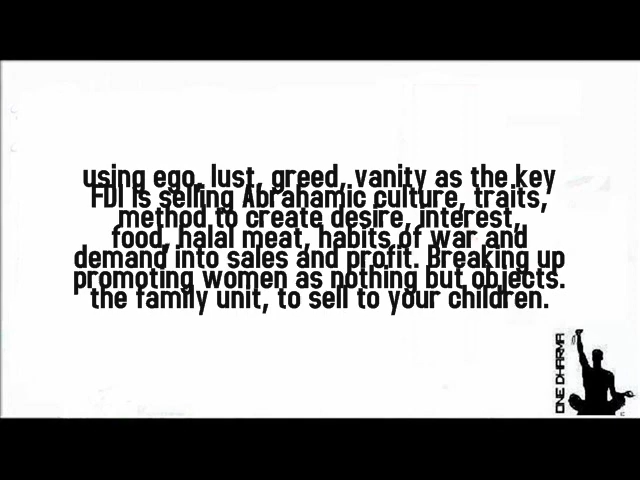 using ego, lust, greed, vanity as the key
FDI is selling Abrahamic culture, traits,
method to create desire, interest,
food, halal meat, habits of war and
demand into sales and profit. Breaking up
promoting women as nothing but objects.
the family unit, to sell to your children.
ONE DHARMA